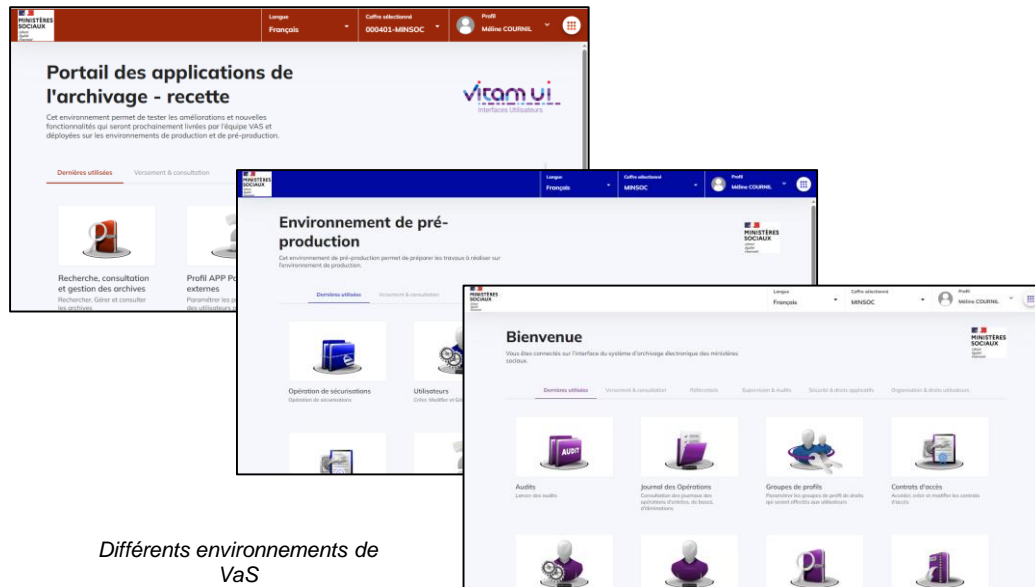 MINISTÈRES
SOCIAUX
Langue
Français
Coffre sélectionné
000401-MINSOC
Profil
Méline COURNIL
Portail des applications de
l'archivage - recette
Cet environnement permet de tester les améliorations et nouvelles
fonctionnalités qui seront prochainement livrées par l'équipe VAS et
déployées sur les environnements de production et de pré-production.
vitam ui
Interfaces Utilisateurs
Dernières utilisées
Versement & consultation
Recherche, consultation
et gestion des archives
Rechercher, Gérer et consulter
les archives
Profil APP Po
externes
Paramétrer les p
des utilisateurs
MINISTÈRES
SOCIAUX
Langue
Français
Coffre sélectionné
MINSOC
Profil
Méline COURNIL
Environnement de pré-
production
Cet environnement de pré-production permet de préparer les travaux à réaliser sur
l'environnement de production.
MINISTÈRES
SOCIAUX
Dernières utilisées
Versement & consultation
Opération de sécurisations
Opération de sécurisations
Utilisateurs
Créer, Modifier et Gé
MINISTÈRES
SOCIAUX
Langue
Français
Coffre sélectionné
MINSOC
Profil
Méline COURNIL
Bienvenue
Vous êtes connectés sur l'interface du système d'archivage électronique des ministères
sociaux.
MINISTÈRES
SOCIAUX
Dernières utilisées
Versement & consultation
Référentiels
Supervision & Audits
Sécurité & droits applicatifs
Organisation & droits utilisateurs
AUDIT
Audits
Lancer des audits
Journal des Opérations
Consultation des journaux des
opérations d'entrées, de bases,
d'éliminations
Groupes de profils
Paramétrer les groupes de profil de droits
qui seront affectés aux utilisateurs
Contrats d'accès
Accéder, créer et modifier les contrats
d'accès
Différents environnements de
VaS